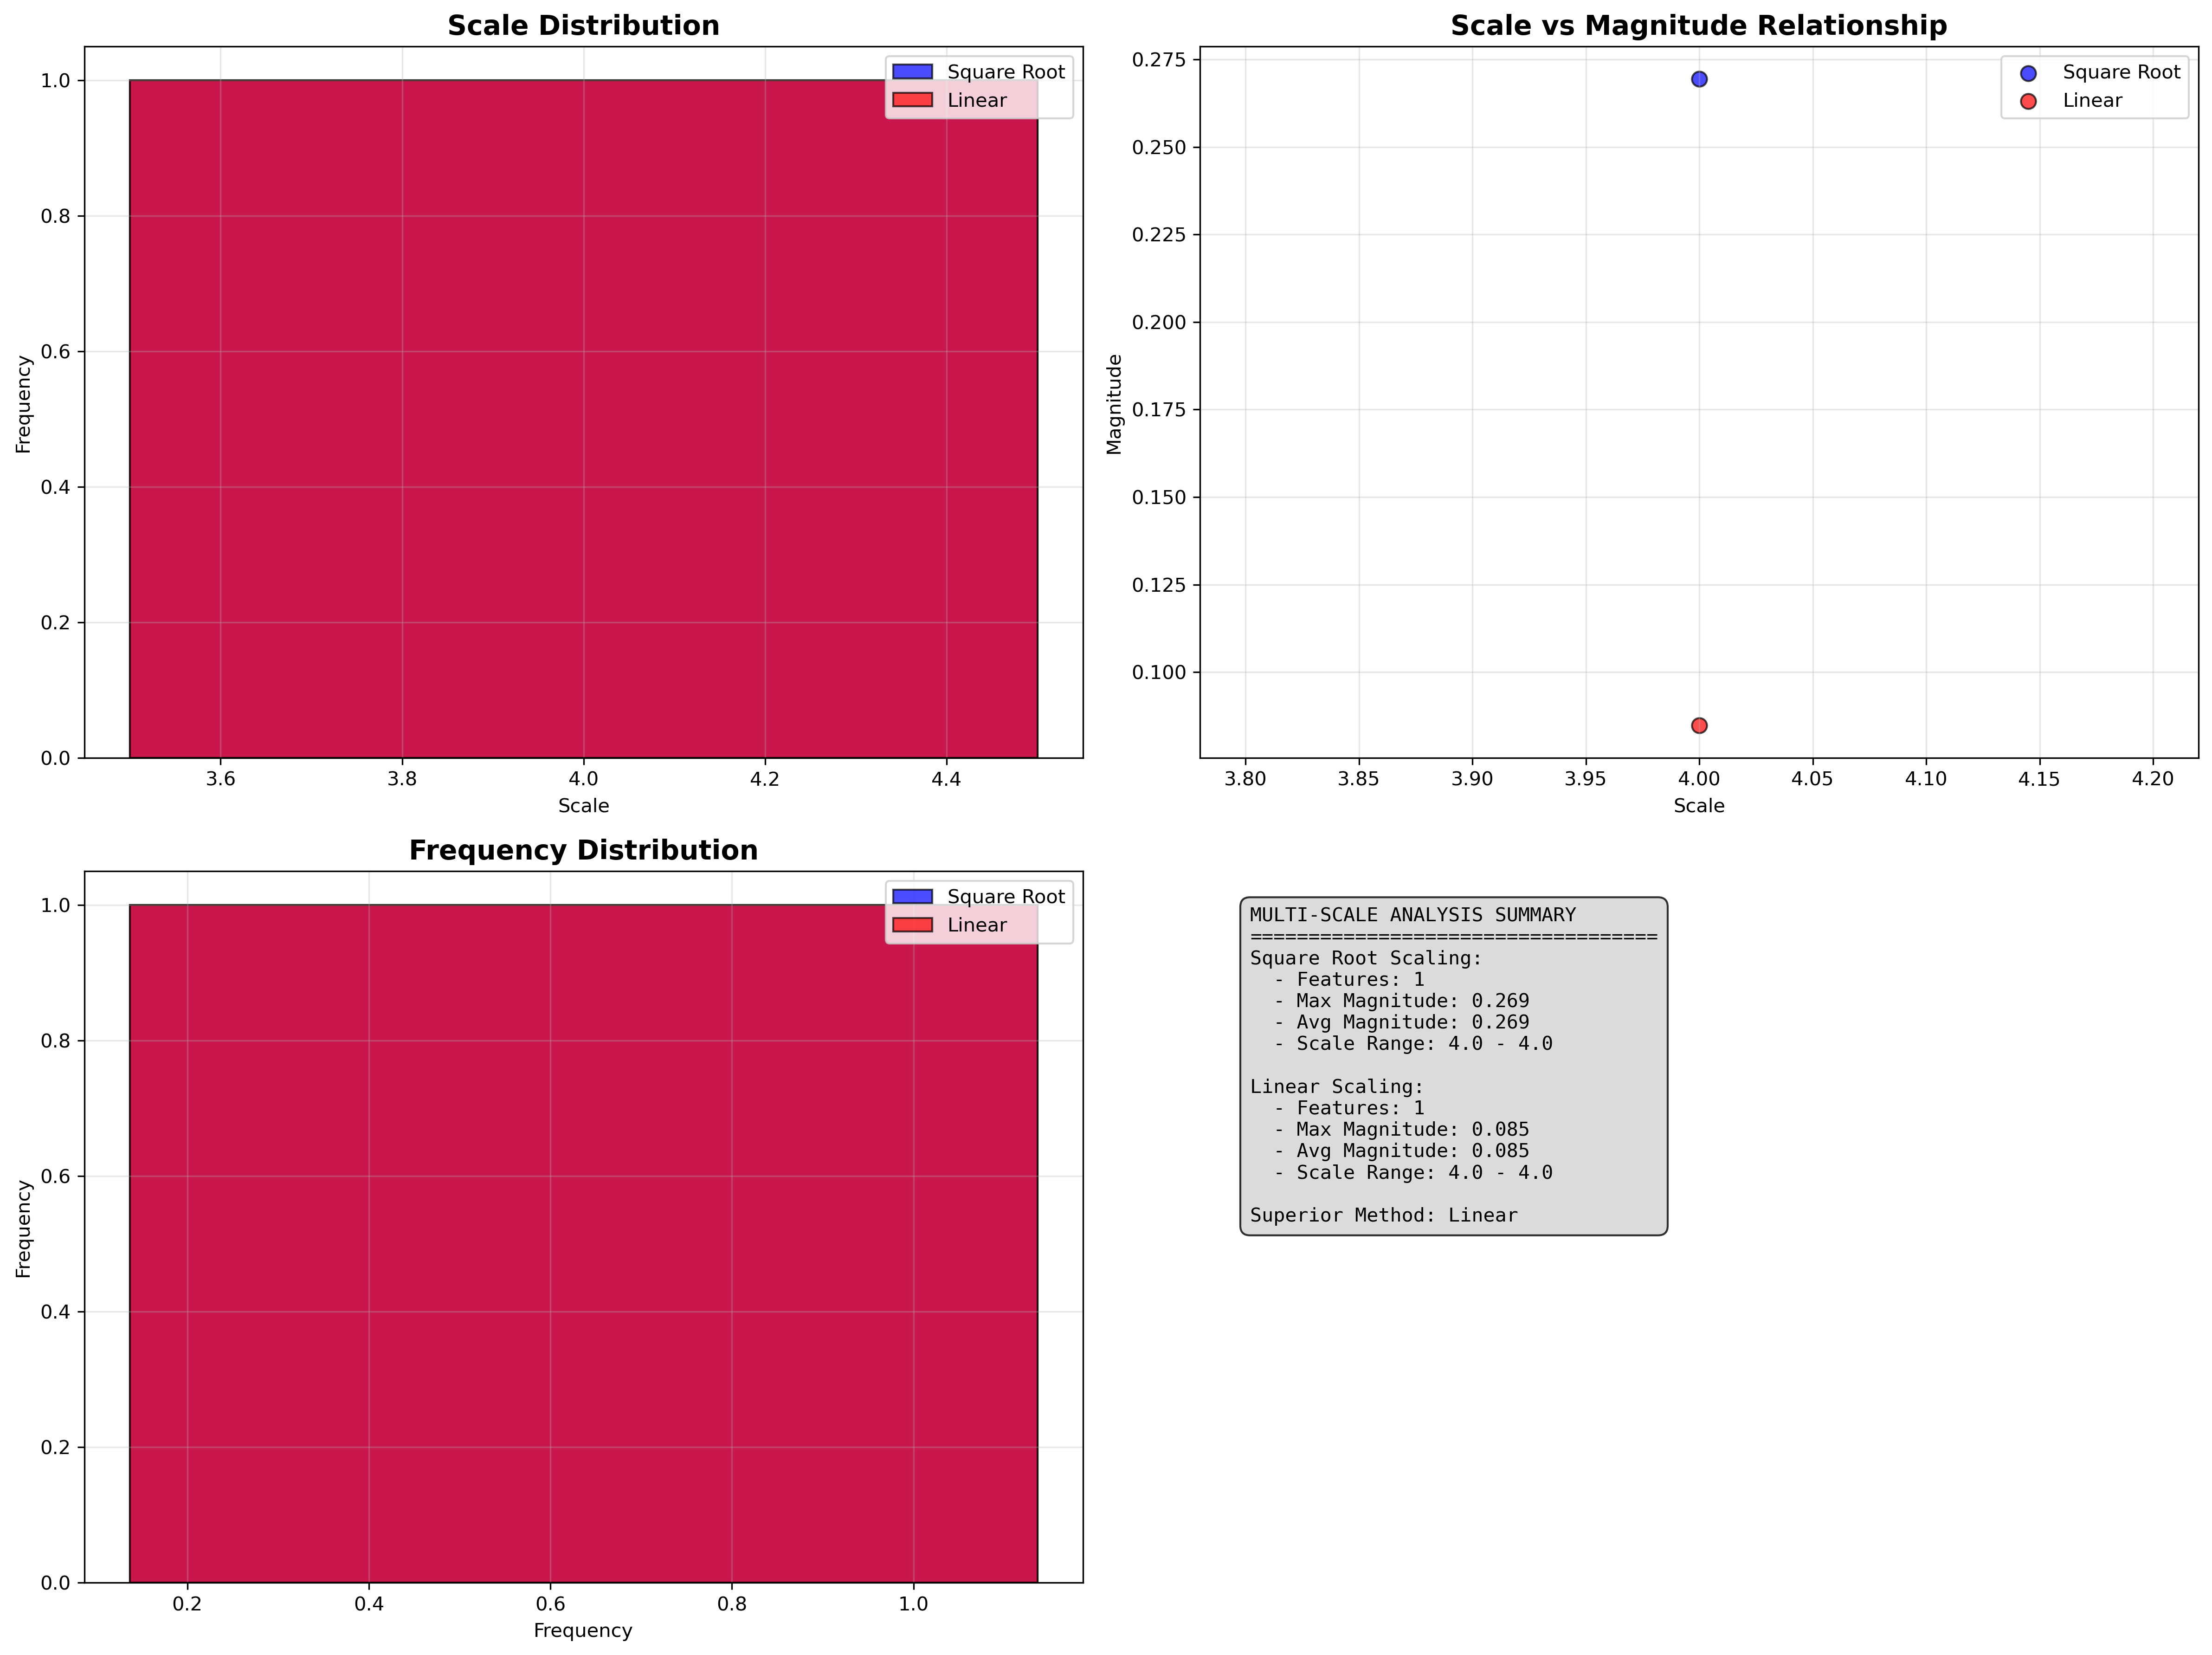 Scale Distribution
1.0
0.8
0.6
0.4
0.2
0.0
Frequency
Square Root
Linear
3.6 3.8 4.0 4.2 4.4
Scale
Scale vs Magnitude Relationship
0.275
0.250
0.225
0.200
0.175
0.150
0.125
0.100
Magnitude
Square Root
Linear
3.80 3.85 3.90 3.95 4.00 4.05 4.10 4.15 4.20
Scale
Frequency Distribution
1.0
0.8
0.6
0.4
0.2
0.0
Frequency
Square Root
Linear
0.2 0.4 0.6 0.8 1.0
Frequency
MULTI-SCALE ANALYSIS SUMMARY
===================================
Square Root Scaling:
- Features: 1
- Max Magnitude: 0.269
- Avg Magnitude: 0.269
- Scale Range: 4.0 - 4.0
Linear Scaling:
- Features: 1
- Max Magnitude: 0.085
- Avg Magnitude: 0.085
- Scale Range: 4.0 - 4.0
Superior Method: Linear